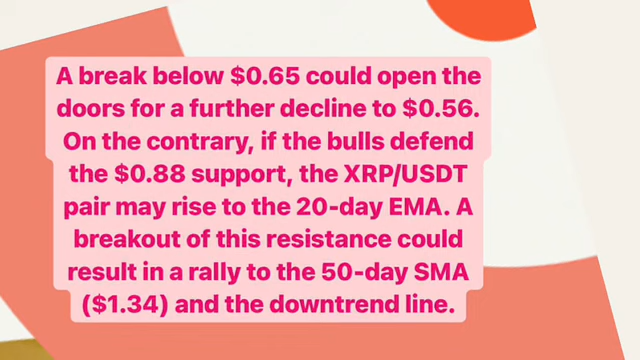 A break below $0.65 could open the
doors for a further decline to $0.56.
On the contrary, if the bulls defend
the $0.88 support, the XRP/USDT
pair may rise to the 20-day EMA. A
breakout of this resistance could
result in a rally to the 50-day SMA
($1.34) and the downtrend line.